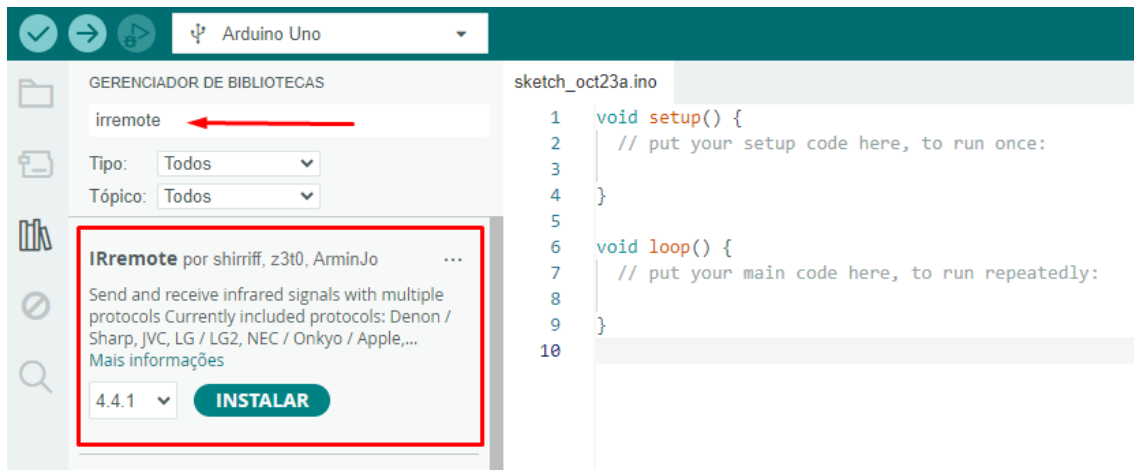 Arduino Uno
GERENCIADOR DE BIBLIOTECAS
irremote
Tipo: Todos
Tópico: Todos
IRremote por shirriff, z3t0, ArminJo ...
Send and receive infrared signals with multiple
protocols Currently included protocols: Denon /
Sharp, JVC, LG / LG2, NEC / Onkyo / Apple,...
Mais informações
4.4.1 INSTALAR
sketch_oct23a.ino
1 void setup() {
2 // put your setup code here, to run once:
3
4 }
5
6 void loop() {
7 // put your main code here, to run repeatedly:
8
9 }
10